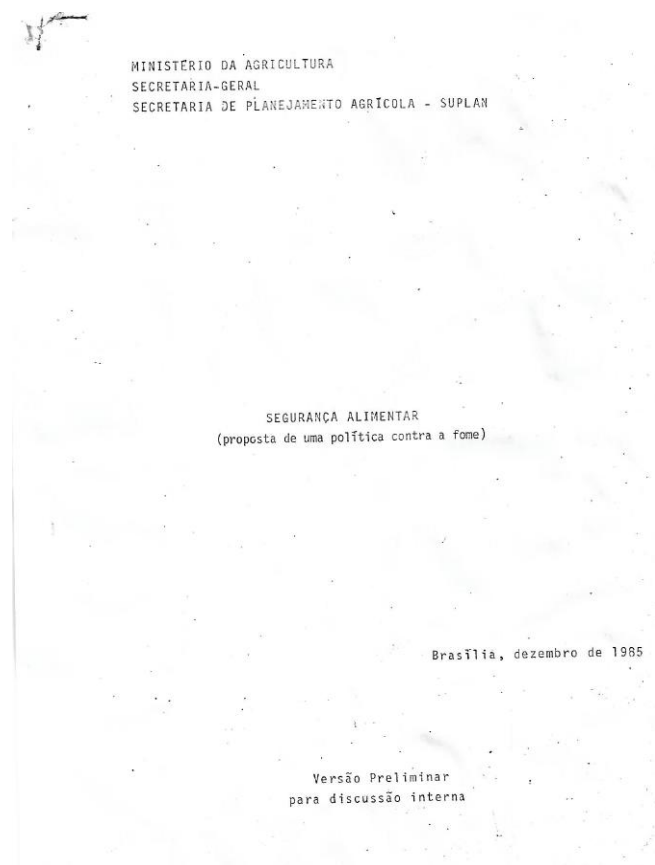 MINISTÉRIO DA AGRICULTURA
SECRETARIA-GERAL
SECRETARIA DE PLANEJAMENTO AGRÍCOLA - SUPLAN
SEGURANÇA ALIMENTAR
(proposta de uma política contra a fome)
Brasília, dezembro de 1985
Versão Preliminar
para discussão interna